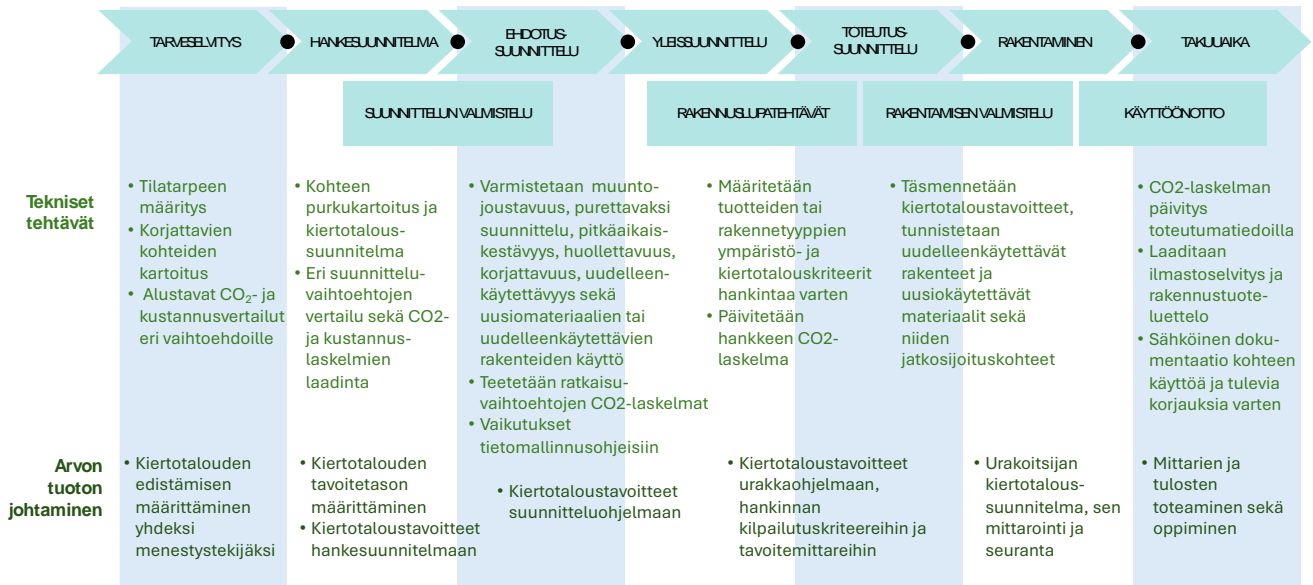 TARVESELVITYS
HANKESUUNNITELMA
EHDOTUS-
SUUNNITTELU
YLEISSUUNNITTELU
TOTEUTUS-
SUUNNITTELU
RAKENTAMINEN
TAKUUAIKA
SUUNNITTELUN VALMISTELU
RAKENNUSLUPATEHTÄVÄT
RAKENTAMISEN VALMISTELU
KÄYTTÖÖNOTTO
Tekniset
tehtävät
• Tilatarpeen
määritys
• Korjattavien
kohteiden
kartoitus
• Alustavat CO₂- ja
kustannusvertailut
eri vaihtoehdoille
• Kohteen
purkukartoitus ja
kiertotalous-
suunnitelma
• Eri suunnittelu-
vaihtoehtojen
vertailu sekä CO2-
ja kustannus-
laskelmien
laadinta
• Varmistetaan muunto-
joustavuus, purettavaksi
suunnittelu, pitkäaikais-
kestävyys, huollettavuus,
korjattavuus, uudelleen-
käytettävyys sekä
uusiomateriaalien tai
uudelleenkäytettävien
rakenteiden käyttö
• Teetetään ratkaisu-
vaihtoehtojen CO2-laskelmat
• Vaikutukset
tietomallinnusohjeisiin
• Määritetään
tuotteiden tai
rakennetyyppien
ympäristö- ja
kiertotalouskriteerit
hankintaa varten
• Päivitetään
hankkeen CO2-
laskelma
• Täsmennetään
kiertotaloustavoitteet,
tunnistetaan
uudelleenkäytettävät
rakenteet ja
uusiokäytettävät
materiaalit sekä
niiden
jatkosijoituskohteet
• CO2-laskelman
päivitys
toteutumatiedoilla
• Laaditaan
ilmastoselvitys ja
rakennustuote-
luettelo
• Sähköinen doku-
mentaatio kohteen
käyttöä ja tulevia
korjauksia varten
Arvon
tuoton
johtaminen
• Kiertotalouden
edistämisen
määrittäminen
yhdeksi
menestystekijäksi
• Kiertotalouden
tavoitetason
määrittäminen
• Kiertotaloustavoitteet
hankesuunnitelmaan
• Kiertotaloustavoitteet
suunnitteluohjelmaan
• Kiertotaloustavoitteet
urakkaohjelmaan,
hankinnan
kilpailutuskriteereihin ja
tavoitemittareihin
• Urakoitsijan
kiertotalous-
suunnitelma, sen
mittarointi ja
seuranta
• Mittarien ja
tulosten
toteaminen sekä
oppiminen